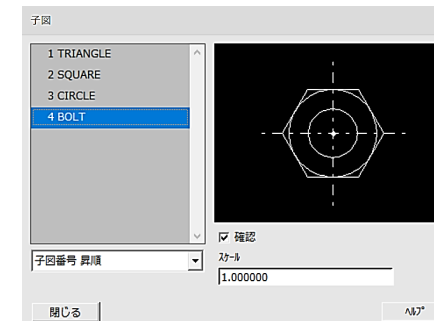 子図
1 TRIANGLE
2 SQUARE
3 CIRCLE
4 BOLT
子図番号 昇順
確認
スケール
1.000000
閉じる
ヘルプ